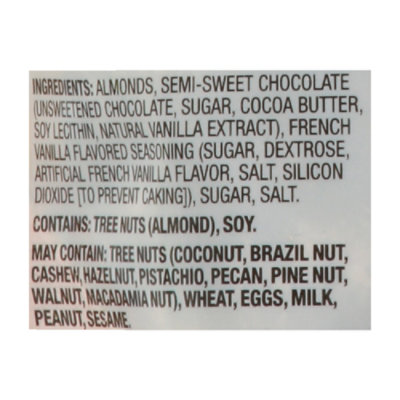 INGREDIENTS: ALMONDS, SEMI-SWEET CHOCOLATE
(UNSWEETENED CHOCOLATE, SUGAR, COCOA BUTTER,
SOY LECITHIN, NATURAL VANILLA EXTRACT), FRENCH
VANILLA FLAVORED SEASONING (SUGAR, DEXTROSE,
ARTIFICIAL FRENCH VANILLA FLAVOR, SALT, SILICON
DIOXIDE [TO PREVENT CAKING]), SUGAR, SALT.
CONTAINS: TREE NUTS (ALMOND), SOY.
MAY CONTAIN: TREE NUTS (COCONUT, BRAZIL NUT,
CASHEW, HAZELNUT, PISTACHIO, PECAN, PINE NUT,
WALNUT, MACADAMIA NUT), WHEAT, EGGS, MILK,
PEANUT, SESAME.